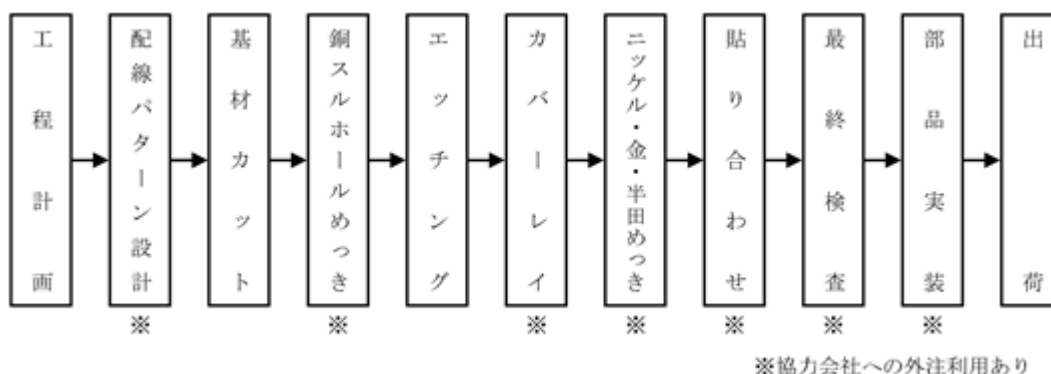 工程計画
配線パターン設計
基材カット
銅スルホールめっき
エッチング
カバーレイ
ニッケル・金・半田めっき
貼り合わせ
最終検査
部品実装
出荷
※
※
※
※
※
※
※
※協力会社への外注利用あり